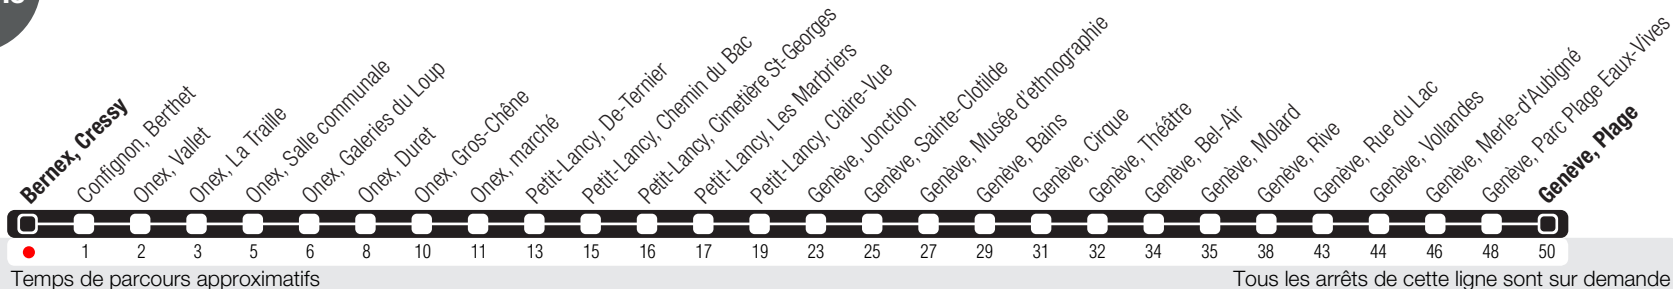 Bernex, Cressy
Confignon, Berthet
Onex, Vallet
Onex, La Traille
Onex, Salle communale
Onex, Galeries du Loup
Onex, Duret
Onex, Gros-Chêne
Onex, marché
Petit-Lancy, De-Ternier
Petit-Lancy, Chemin du Bac
Petit-Lancy, Cimetière St-Georges
Petit-Lancy, Les Marbriers
Petit-Lancy, Claire-Vue
Genève, Jonction
Genève, Sainte-Clotilde
Genève, Musée d'ethnographie
Genève, Bains
Genève, Cirque
Genève, Théâtre
Genève, Bel-Air
Genève, Molard
Genève, Rive
Genève, Rue du Lac
Genève, Vollandes
Genève, Merle-d'Aubigné
Genève, Parc Plage Eaux-Vives
Genève, Plage
1 2 3 5 6 8 10 11 13 15 16 17 19 23 25 27 29 31 32 34 35 38 43 44 46 48 50
Temps de parcours approximatifs
Tous les arrêts de cette ligne sont sur demande